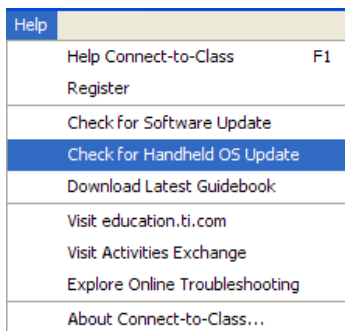 Help
Help Connect-to-Class F1
Register
Check for Software Update
Check for Handheld OS Update
Download Latest Guidebook
Visit education.ti.com
Visit Activities Exchange
Explore Online Troubleshooting
About Connect-to-Class...